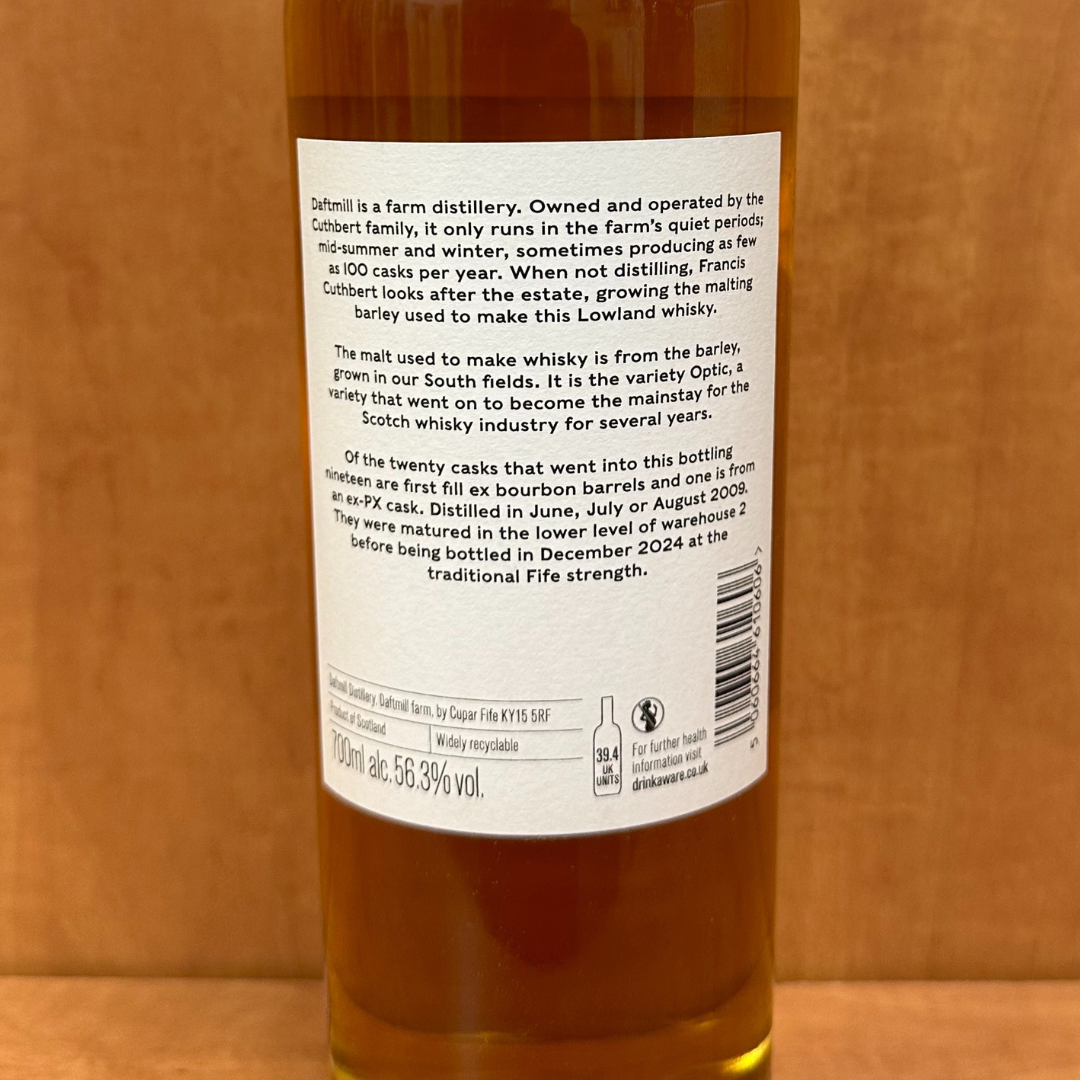 Daftmill is a farm distillery. Owned and operated by the
Cuthbert family, it only runs in the farm's quiet periods;
mid-summer and winter, sometimes producing as few
as 100 casks per year. When not distilling, Francis
Cuthbert looks after the estate, growing the malting
barley used to make this Lowland whisky.
The malt used to make whisky is from the barley,
grown in our South fields. It is the variety Optic, a
variety that went on to become the mainstay for the
Scotch whisky industry for several years.
Of the twenty casks that went into this bottling
nineteen are first fill ex bourbon barrels and one is from
an ex-PX cask. Distilled in June, July or August 2009.
They were matured in the lower level of warehouse 2
before being bottled in December 2024 at the
traditional Fife strength.
Daftmill Distillery, Daftmill farm, by Cupar Fife KY15 5RF
Product of Scotland
Widely recyclable
700ml alc. 56.3% vol.
39.4
UK
UNITS
For further health
information visit
drinkaware.co.uk
5 060664 610606 >